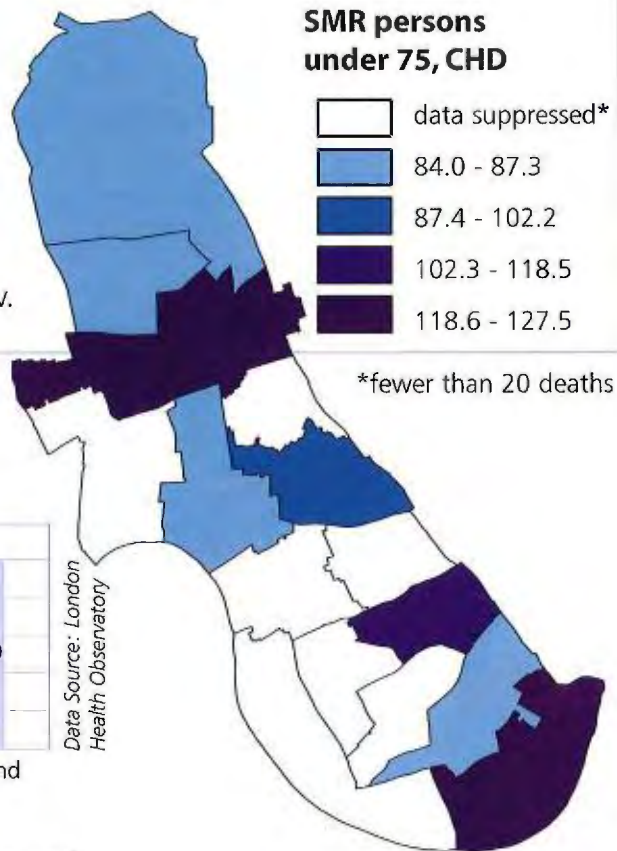 SMR persons
under 75, CHD
data suppressed*
84.0 - 87.3
87.4 - 102.2
102.3 - 118.5
118.6 - 127.5
*fewer than 20 deaths
Data Source: London
Health Observatory